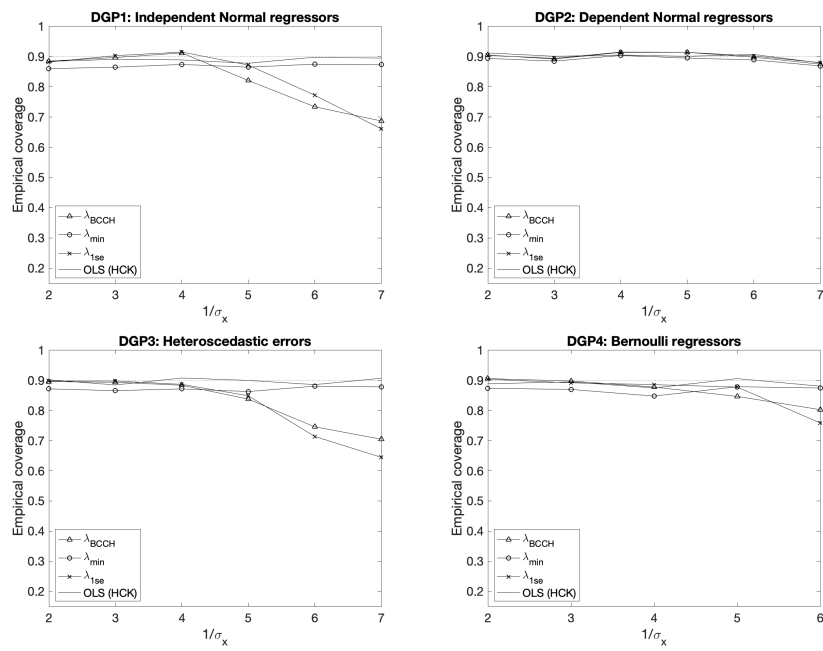 DGP1: Independent Normal regressors
1
0.9
0.8
0.7
0.6
0.5
0.4
0.3
0.2
Empirical coverage
λBCCH
λmin
λ1se
OLS (HCK)
2 3 4 5 6 7
1/σx
DGP2: Dependent Normal regressors
1
0.9
0.8
0.7
0.6
0.5
0.4
0.3
0.2
Empirical coverage
λBCCH
λmin
λ1se
OLS (HCK)
2 3 4 5 6 7
1/σx
DGP3: Heteroscedastic errors
1
0.9
0.8
0.7
0.6
0.5
0.4
0.3
0.2
Empirical coverage
λBCCH
λmin
λ1se
OLS (HCK)
2 3 4 5 6 7
1/σx
DGP4: Bernoulli regressors
1
0.9
0.8
0.7
0.6
0.5
0.4
0.3
0.2
Empirical coverage
λBCCH
λmin
λ1se
OLS (HCK)
2 3 4 5 6
1/σx